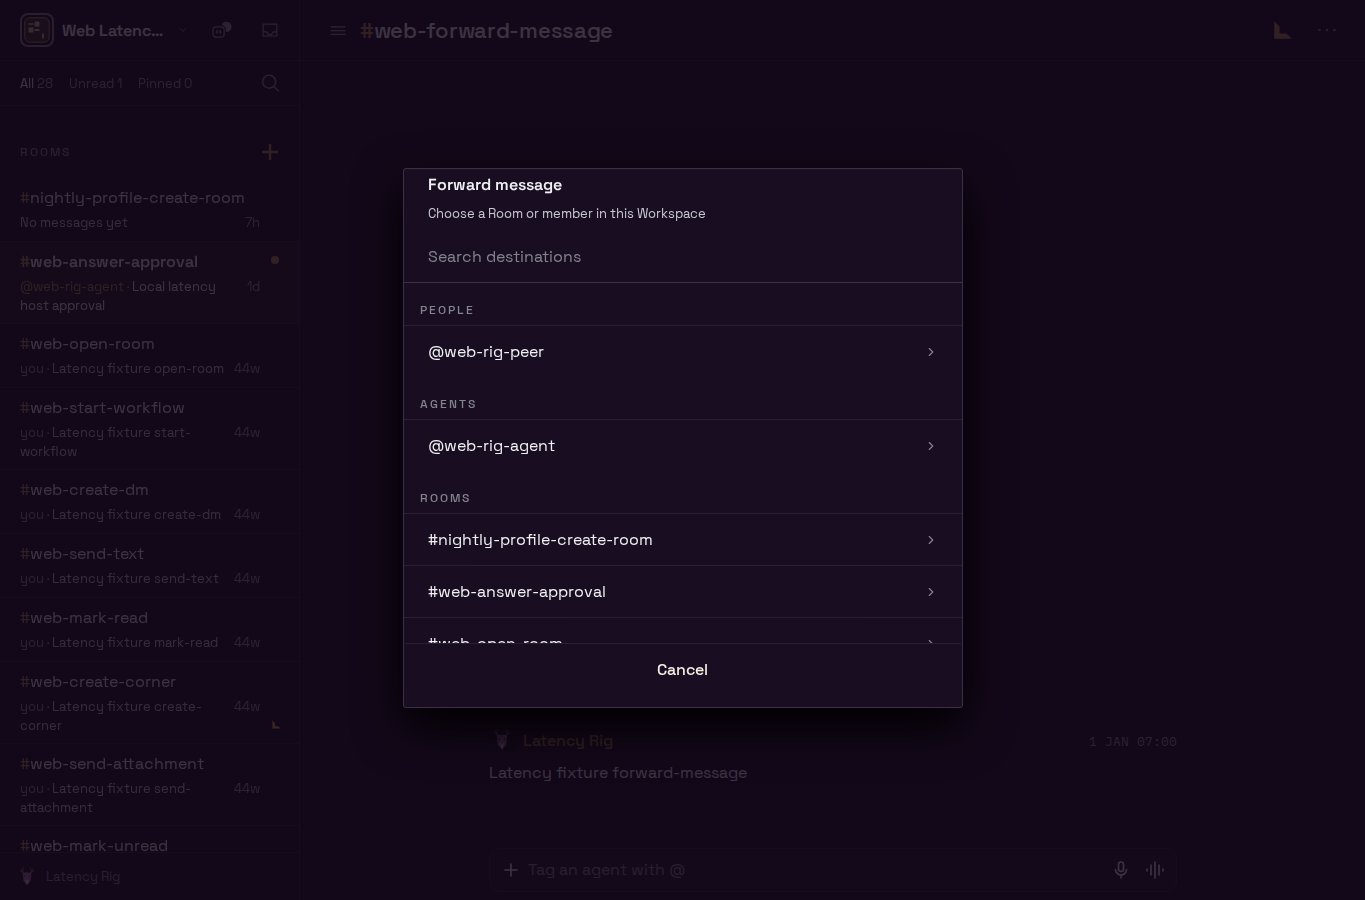 Web Latenc...
All 28 Unread 1 Pinned 0
ROOMS
#nightly-profile-create-room
No messages yet 7h
#web-answer-approval
@web-rig-agent · Local latency 1d
host approval
#web-open-room
you · Latency fixture open-room 44w
#web-start-workflow
you · Latency fixture start- 44w
workflow
#web-create-dm
you · Latency fixture create-dm 44w
#web-send-text
you · Latency fixture send-text 44w
#web-mark-read
you · Latency fixture mark-read 44w
#web-create-corner
you · Latency fixture create- 44w
corner
#web-send-attachment
you · Latency fixture send- 44w
attachment
#web-mark-unread
Latency Rig
#web-forward-message
Forward message
Choose a Room or member in this Workspace
Search destinations
PEOPLE
@web-rig-peer
AGENTS
@web-rig-agent
ROOMS
#nightly-profile-create-room
#web-answer-approval
#web-open-room
Cancel
Latency Rig 1 JAN 07:00
Latency fixture forward-message
Tag an agent with @